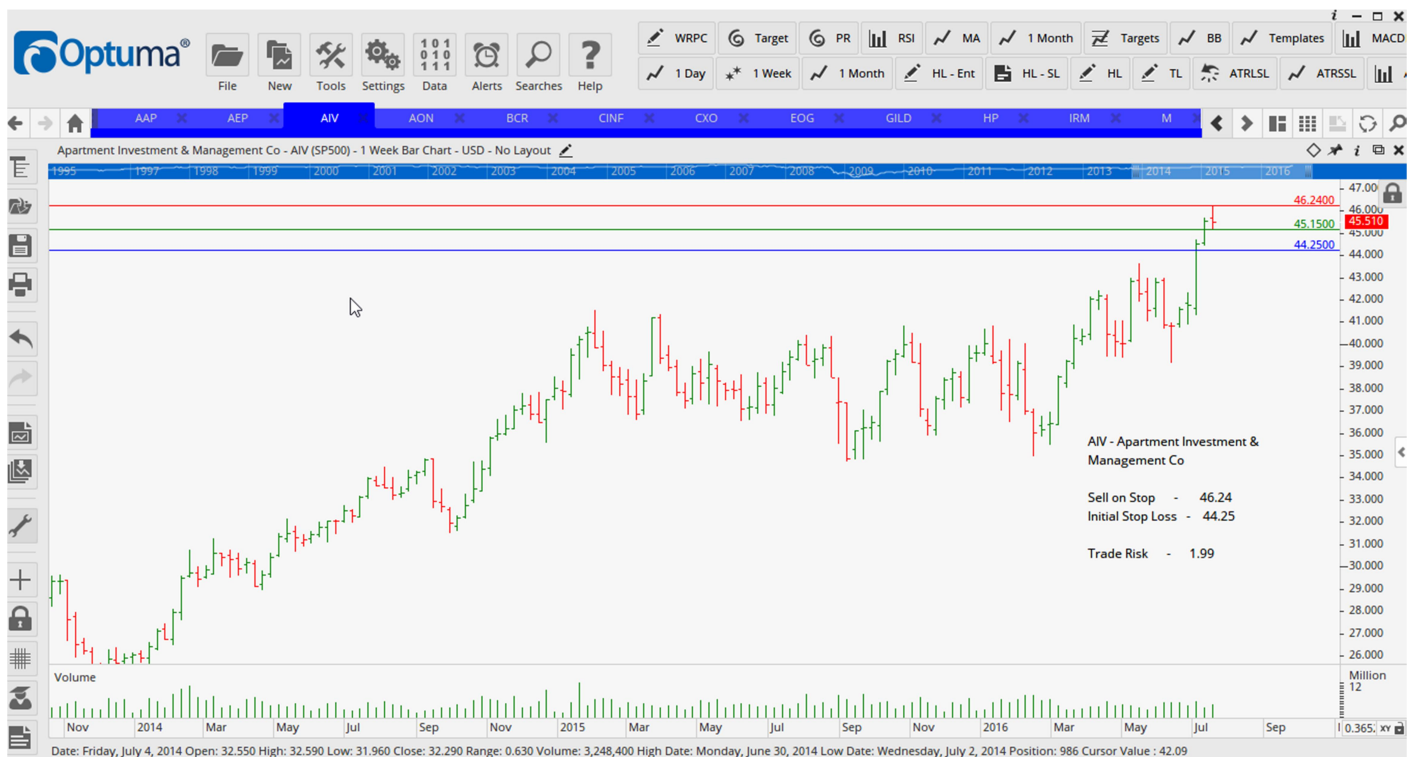 Optuma®
File New Tools Settings Data Alerts Searches Help
WRPC Target PR RSI MA 1 Month Targets BB Templates MACD
1 Day 1 Week 1 Month HL - Ent HL - SL HL TL ATRLSL ATRSSL
AAP AEP AIV AON BCR CINF CXO EOG GILD HP IRM M
Apartment Investment & Management Co - AIV (SP500) - 1 Week Bar Chart - USD - No Layout
1995 1997 1998 1999 2000 2001 2002 2003 2004 2005 2006 2007 2008 2009 2010 2011 2012 2013 2014 2015 2016
47.00
46.2400
46.000
45.510
45.1500
45.000
44.2500
44.000
43.000
42.000
41.000
40.000
39.000
38.000
37.000
36.000
35.000
34.000
33.000
32.000
31.000
30.000
29.000
28.000
27.000
26.000
AIV - Apartment Investment &
Management Co
Sell on Stop - 46.24
Initial Stop Loss - 44.25
Trade Risk - 1.99
Volume
Million
12
Nov 2014 Mar May Jul Sep Nov 2015 Mar May Jul Sep Nov 2016 Mar May Jul Sep
0.365 XY
Date: Friday, July 4, 2014 Open: 32.550 High: 32.590 Low: 31.960 Close: 32.290 Range: 0.630 Volume: 3,248,400 High Date: Monday, June 30, 2014 Low Date: Wednesday, July 2, 2014 Position: 986 Cursor Value : 42.09